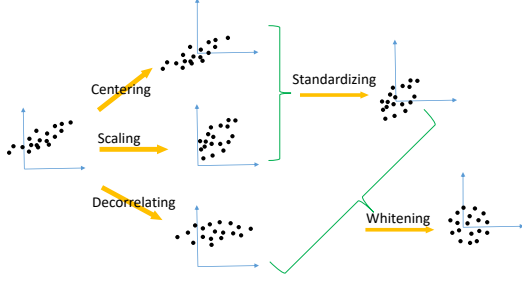 Centering
Standardizing
Scaling
Decorrelating
Whitening